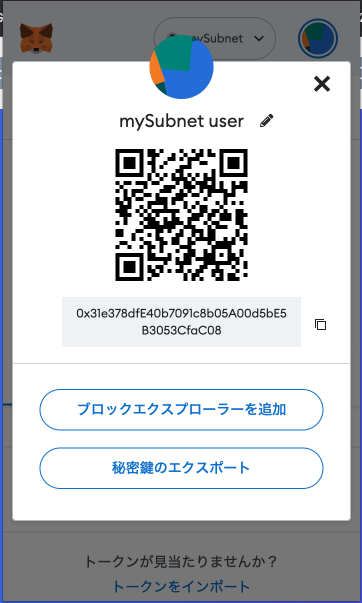 mySubnet
mySubnet user
0x31e378dfE40b7091c8b05A00d5bE5
B3053CfaC08
ブロックエクスプローラーを追加
秘密鍵のエクスポート
トークンが見当たりませんか？
トークンをインポート